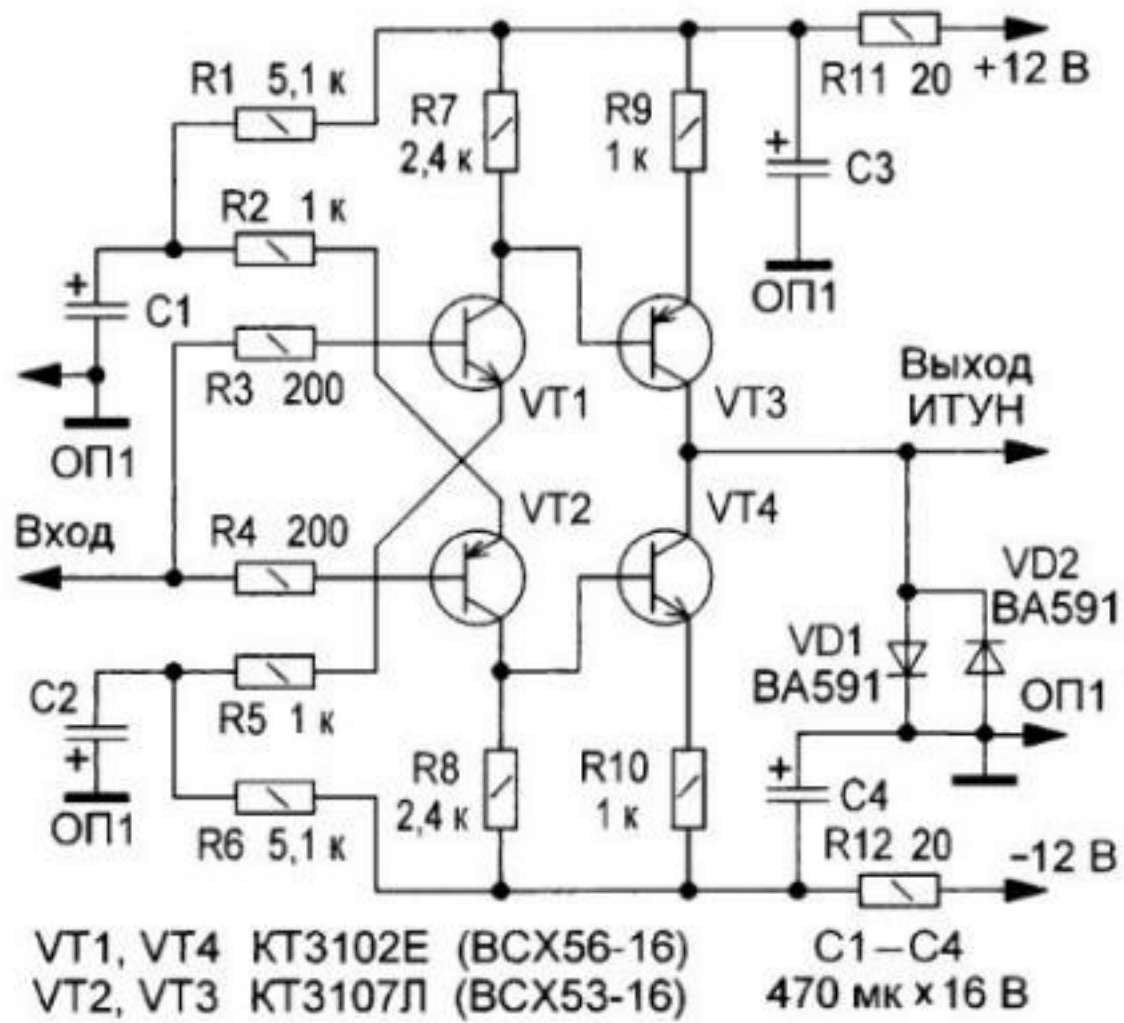 R1 5,1 к
R7
2,4 к
R9
1 к
R11 20
+12 В
+
C3
ОП1
R2 1 к
+
C1
R3 200
ОП1
VT1
VT3
Выход
ИТУН
Вход
R4 200
VT2
VT4
VD2
BA591
VD1
BA591
ОП1
C2
+
ОП1
R5 1 к
R6 5,1 к
R8
2,4 к
R10
1 к
+
C4
R12 20
–12 В
VT1, VT4 КТ3102Е (BCX56-16)
VT2, VT3 КТ3107Л (BCX53-16)
C1–C4
470 мк x 16 В